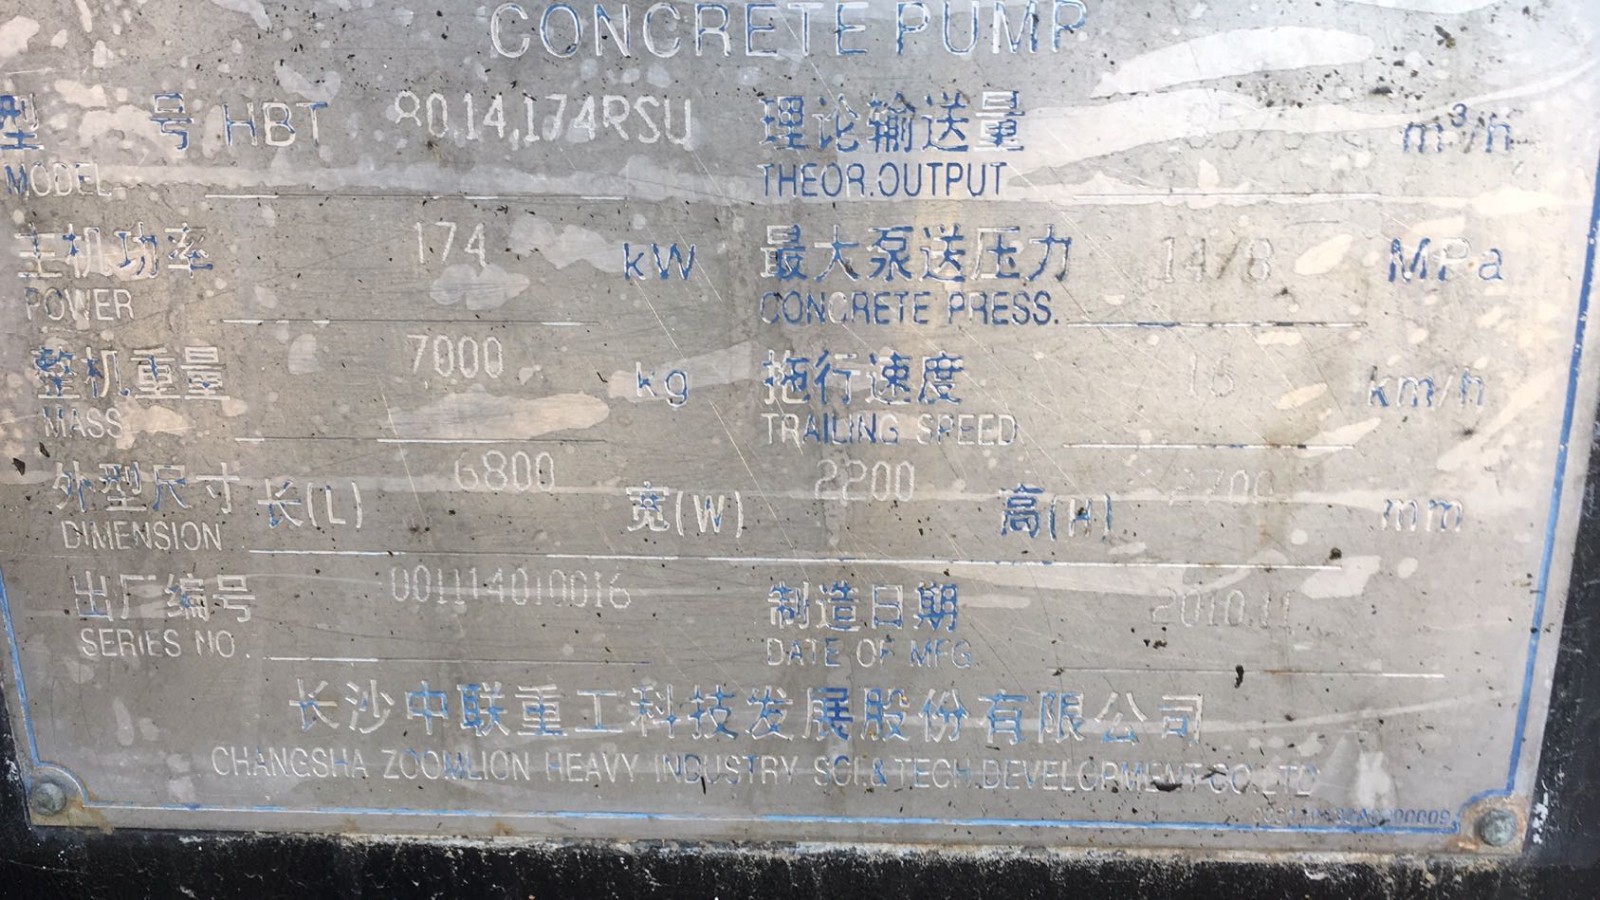 CONCRETE PUMP
型 号 HBT 80.14.174RSU 理论输送量 m³/h
MODEL THEOR.OUTPUT
主机功率 174 kW 最大泵送压力 14/8 MPa
POWER CONCRETE PRESS.
整机重量 7000 kg 拖行速度 km/h
MASS TRAILING SPEED
外型尺寸 长(L) 6800 宽(W) 2200 高(H) 2700 mm
DIMENSION
出厂编号 001114010016 制造日期 2010.11
SERIES NO. DATE OF MFG
长沙中联重工科技发展股份有限公司
CHANGSHA ZOOMLION HEAVY INDUSTRY SCI.& TECH.DEVELOPMENT CO.LTD